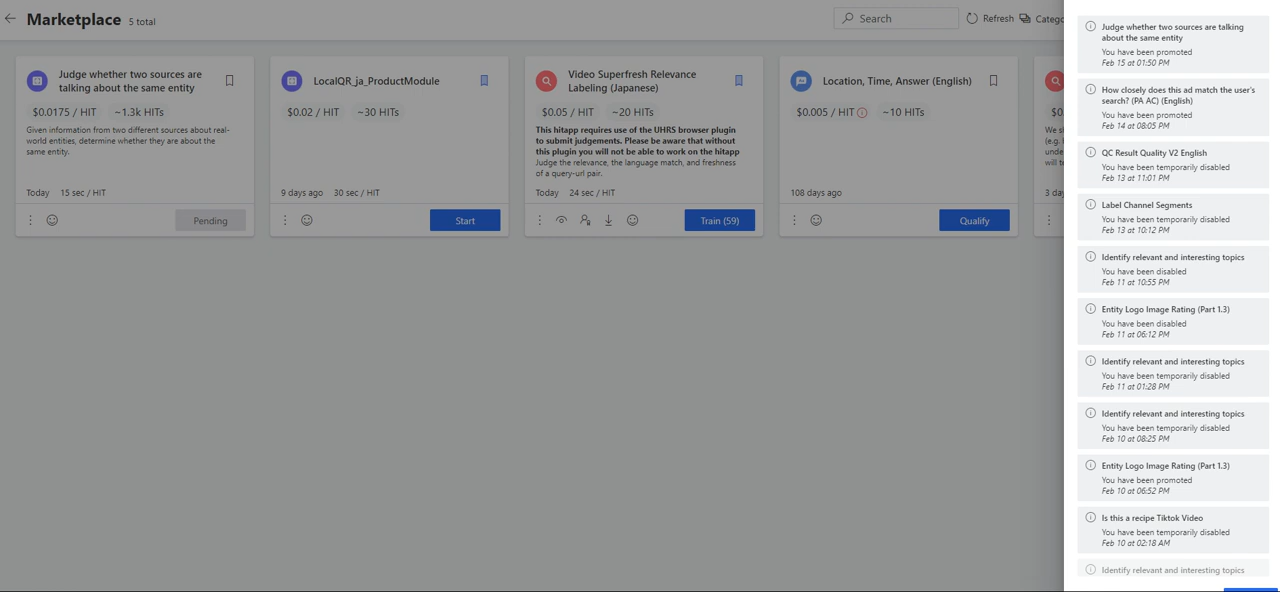 Marketplace 5 total
Search
Refresh
Catego
Judge whether two sources are
talking about the same entity
$0.0175 / HIT ~1.3k HITs
Given information from two different sources about real-
world entities, determine whether they are about the
same entity.
Today 15 sec / HIT
Pending
LocalQR_ja_ProductModule
$0.02 / HIT ~30 HITs
9 days ago 30 sec / HIT
Start
Video Superfresh Relevance
Labeling (Japanese)
$0.05 / HIT ~20 HITs
This hitapp requires use of the UHRS browser plugin
to submit judgements. Please be aware that without
this plugin you will not be able to work on the hitapp
Judge the relevance, the language match, and freshness
of a query-url pair.
Today 24 sec / HIT
Train (59)
Location, Time, Answer (English)
$0.005 / HIT ~10 HITs
108 days ago
Qualify
$0.
We s
(e.g. l
unde
will te
3 day
Judge whether two sources are talking
about the same entity
You have been promoted
Feb 15 at 01:50 PM
How closely does this ad match the user's
search? (PA AC) (English)
You have been promoted
Feb 14 at 08:05 PM
QC Result Quality V2 English
You have been temporarily disabled
Feb 13 at 11:01 PM
Label Channel Segments
You have been temporarily disabled
Feb 13 at 10:12 PM
Identify relevant and interesting topics
You have been disabled
Feb 11 at 10:55 PM
Entity Logo Image Rating (Part 1.3)
You have been disabled
Feb 11 at 06:12 PM
Identify relevant and interesting topics
You have been temporarily disabled
Feb 11 at 01:28 PM
Identify relevant and interesting topics
You have been temporarily disabled
Feb 10 at 08:25 PM
Entity Logo Image Rating (Part 1.3)
You have been promoted
Feb 10 at 06:52 PM
Is this a recipe Tiktok Video
You have been temporarily disabled
Feb 10 at 02:18 AM
Identify relevant and interesting topics